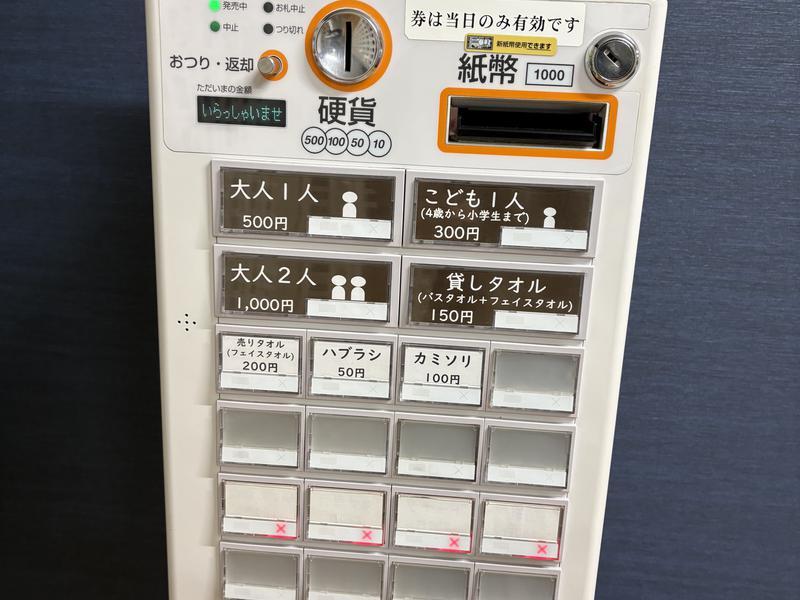 発売中
お札中止
中止
つり切れ
おつり・返却
ただいまの金額
いらっしゃいませ
硬貨
500 100 50 10
券は当日のみ有効です
新紙幣使用できます
紙幣 1000
大人1人
500円
こども1人
(4歳から小学生まで)
300円
大人2人
1,000円
貸しタオル
(バスタオル+フェイスタオル)
150円
売りタオル
(フェイスタオル)
200円
ハブラシ
50円
カミソリ
100円